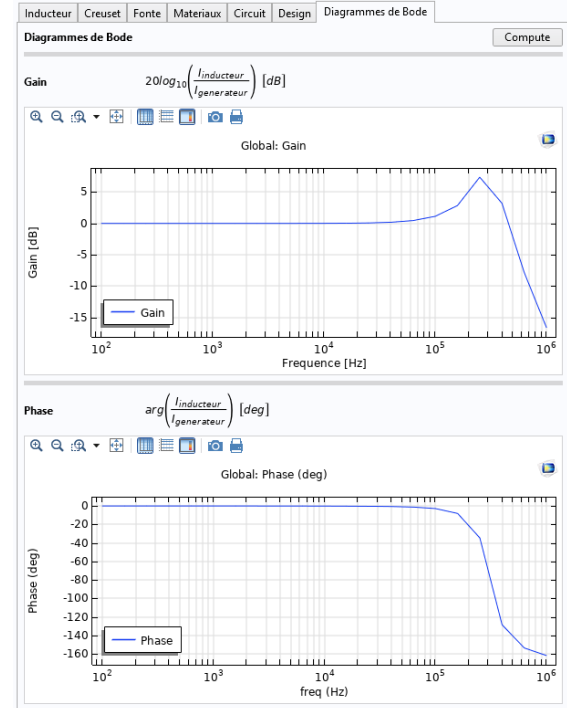 Inducteur Creuset Fonte Materiaux Circuit Design Diagrammes de Bode
Diagrammes de Bode Compute
Gain 20log10(Iinducteur/Igenerateur) [dB]
Global: Gain
Gain [dB]
5
0
-5
-10
-15
Gain
10^2 10^3 10^4 10^5 10^6
Frequence [Hz]
Phase arg(Iinducteur/Igenerateur) [deg]
Global: Phase (deg)
Phase (deg)
0
-20
-40
-60
-80
-100
-120
-140
-160
Phase
10^2 10^3 10^4 10^5 10^6
freq (Hz)